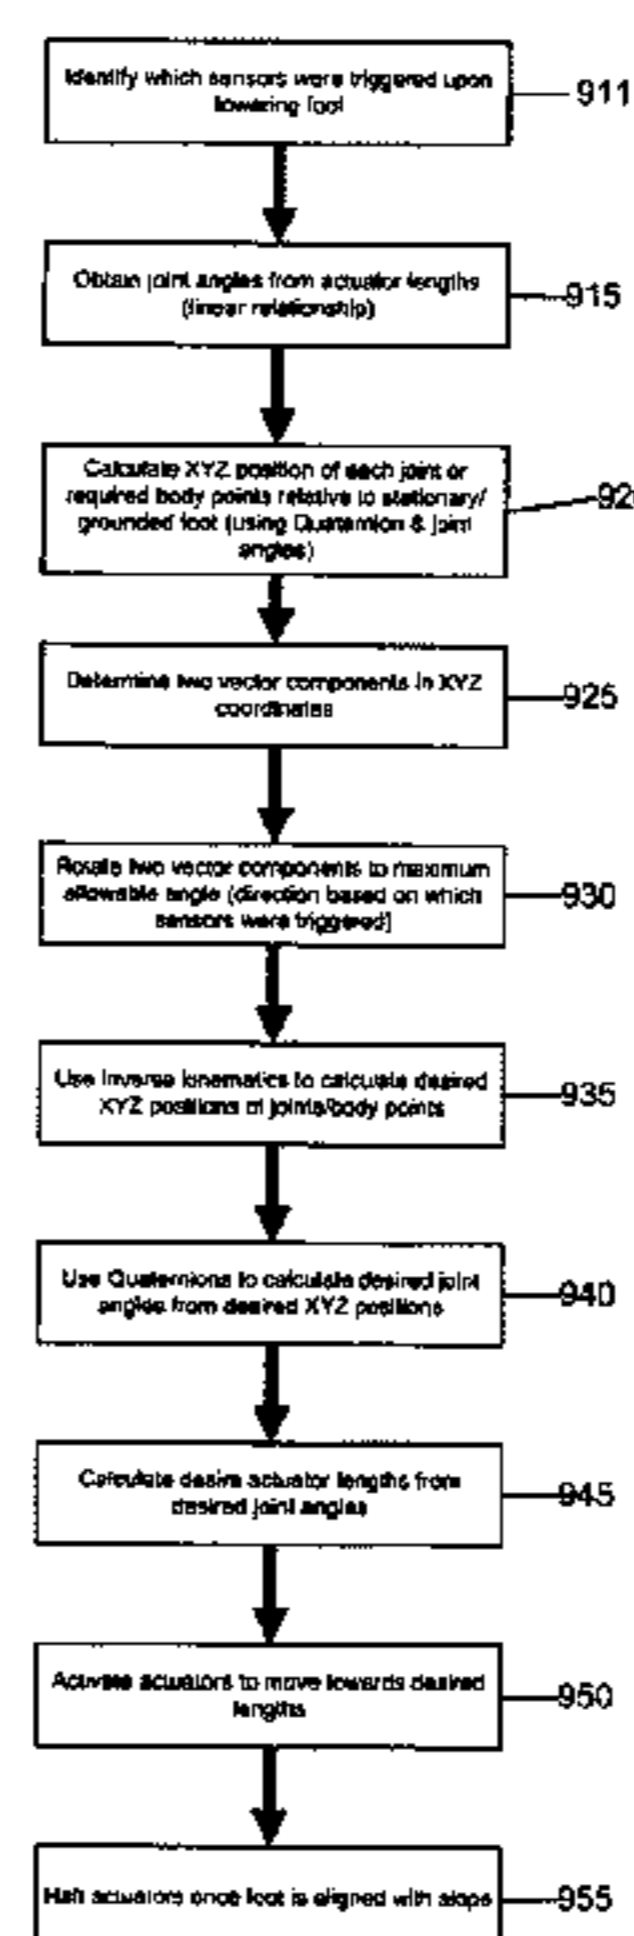 Identify which sensors were triggered upon
lowering foot
911
Obtain joint angles from actuator lengths
(linear relationship)
915
Calculate XYZ position of each joint or
required body points relative to stationary/
grounded foot (using Quaternion & joint
angles)
92
Determine two vector components in XYZ
coordinates
925
Rotate two vector components to maximum
allowable angle (direction based on which
sensors were triggered)
930
Use inverse kinematics to calculate desired
XYZ positions of joints/body points
935
Use Quaternions to calculate desired joint
angles from desired XYZ positions
940
Calculate desire actuator lengths from
desired joint angles
945
Activate actuators to move towards desired
lengths
950
Halt actuators once foot is aligned with slope
955